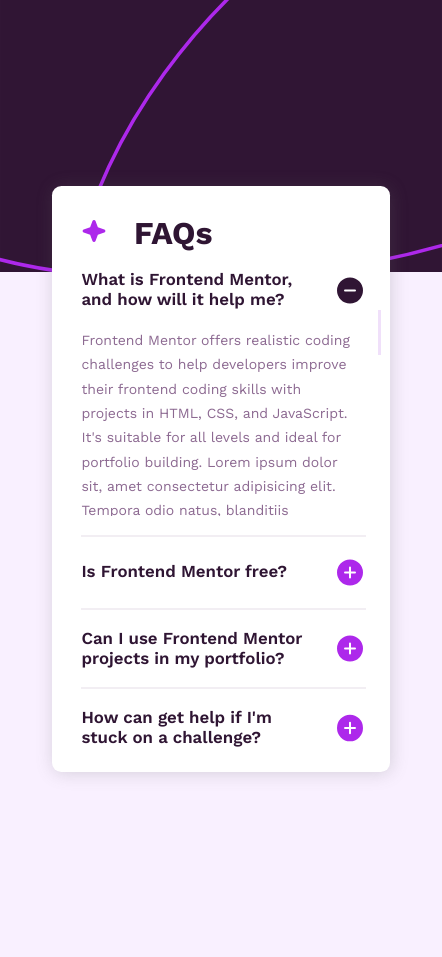 FAQs
What is Frontend Mentor,
and how will it help me?
Frontend Mentor offers realistic coding
challenges to help developers improve
their frontend coding skills with
projects in HTML, CSS, and JavaScript.
It's suitable for all levels and ideal for
portfolio building. Lorem ipsum dolor
sit, amet consectetur adipisicing elit.
Tempora odio natus, blanditiis
Is Frontend Mentor free?
Can I use Frontend Mentor
projects in my portfolio?
How can get help if I'm
stuck on a challenge?